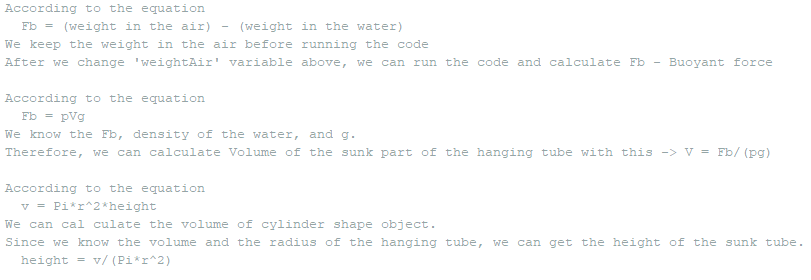 According to the equation
Fb = (weight in the air) - (weight in the water)
We keep the weight in the air before running the code
After we change 'weightAir' variable above, we can run the code and calculate Fb - Buoyant force
According to the equation
Fb = pVg
We know the Fb, density of the water, and g.
Therefore, we can calculate Volume of the sunk part of the hanging tube with this -> V = Fb/(pg)
According to the equation
v = Pi*r^2*height
We can cal culate the volume of cylinder shape object.
Since we know the volume and the radius of the hanging tube, we can get the height of the sunk tube.
height = v/(Pi*r^2)